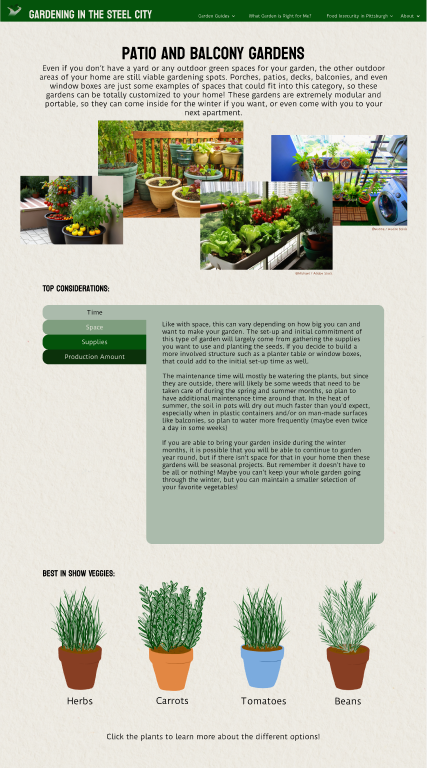 GARDENING IN THE STEEL CITY
Garden Guides
What Garden is Right for Me?
Food Insecurity in Pittsburgh
About
PATIO AND BALCONY GARDENS
Even if you don't have a yard or any outdoor green spaces for your garden, the other outdoor
areas of your home are still viable gardening spots. Porches, patios, decks, balconies, and even
window boxes are just some examples of spaces that could fit into this category, so these
gardens can be totally customized to your home! These gardens are extremely modular and
portable, so they can come inside for the winter if you want, or even come with you to your
next apartment.
TOP CONSIDERATIONS:
Time
Space
Supplies
Production Amount
Like with space, this can vary depending on how big you can and
want to make your garden. The set-up and initial commitment of
this type of garden will largely come from gathering the supplies
you want to use and planting the seeds. If you decide to build a
more involved structure such as a planter table or window boxes,
that could add to the initial set-up time as well.
The maintenance time will mostly be watering the plants, but since
they are outside, there will likely be some weeds that need to be
taken care of during the spring and summer months, so plan to
have additional maintenance time around that. In the heat of
summer, the soil in pots will dry out much faster than you'd expect,
especially when in plastic containers and/or on man-made surfaces
like balconies, so plan to water more frequently (maybe even twice
a day in some weeks)
If you are able to bring your garden inside during the winter
months, it is possible that you will be able to continue to garden
year round, but if there isn't space for that in your home then these
gardens will be seasonal projects. But remember it doesn't have to
be all or nothing! Maybe you can't keep your whole garden going
through the winter, but you can maintain a smaller selection of
your favorite vegetables!
BEST IN SHOW VEGGIES:
Herbs
Carrots
Tomatoes
Beans
Click the plants to learn more about the different options!